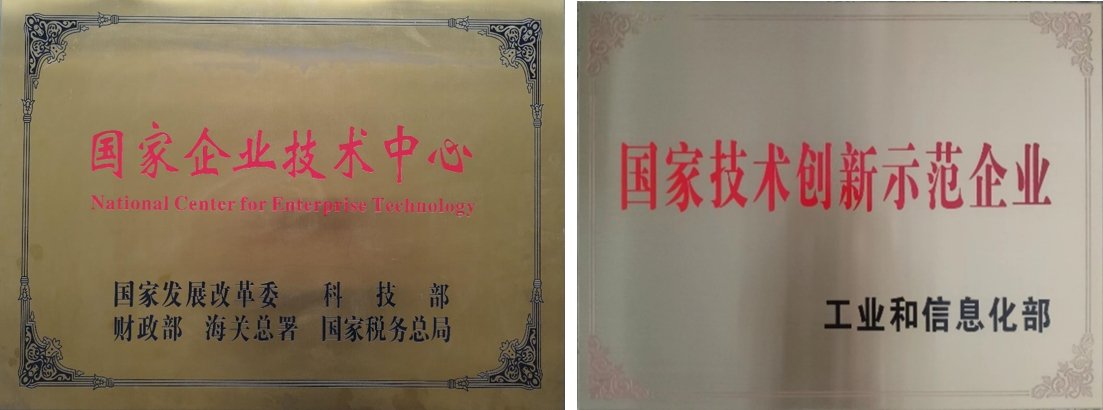 国家企业技术中心
National Center for Enterprise Technology
国家发展改革委 科技部
财政部 海关总署 国家税务总局
国家技术创新示范企业
工业和信息化部